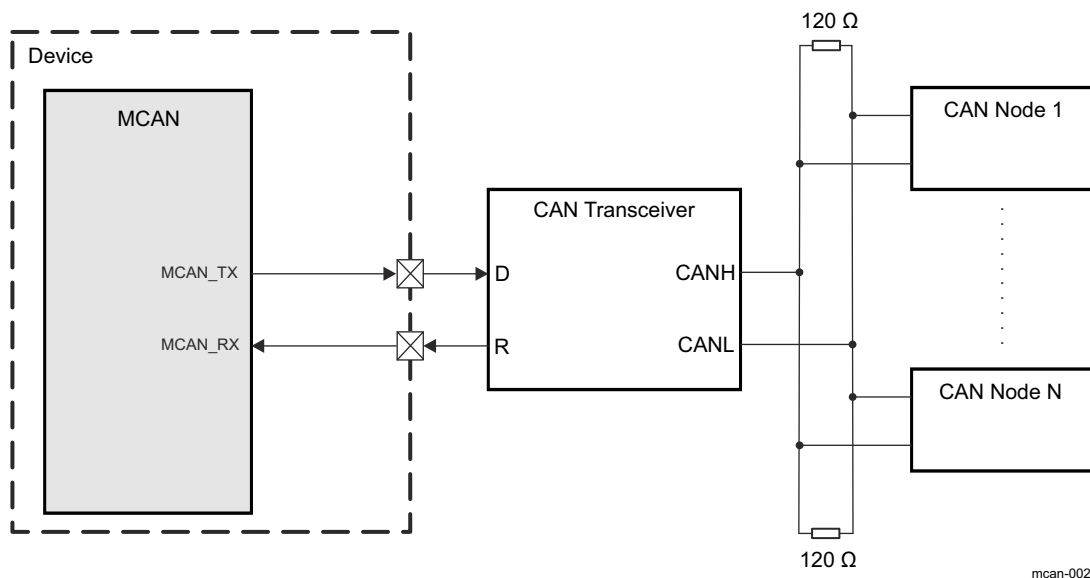 120 Ω
Device
MCAN
CAN Node 1
CAN Transceiver
MCAN_TX
D
CANH
MCAN_RX
R
CANL
CAN Node N
120 Ω
mcan-002